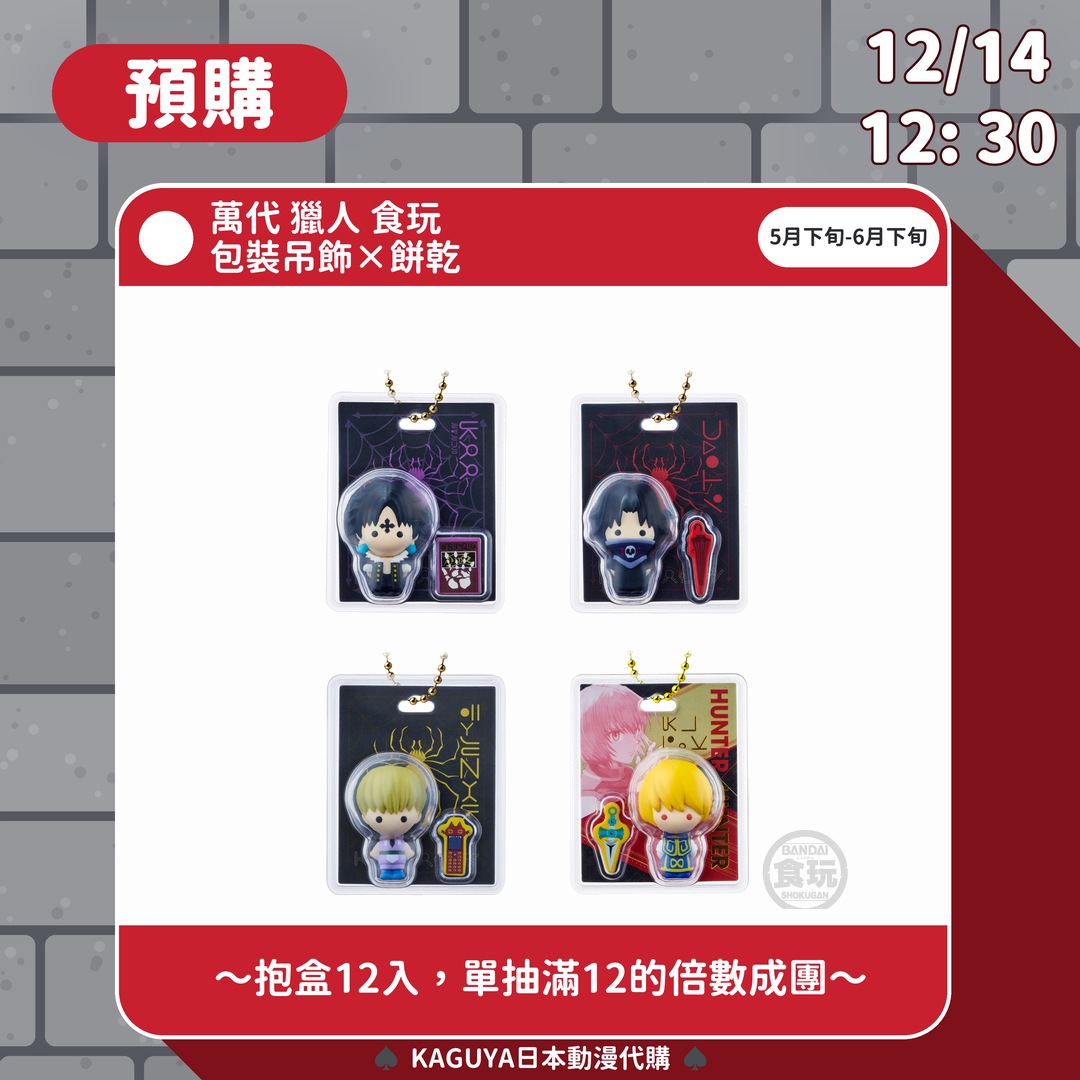 預購
12/14
12: 30
萬代 獵人 食玩
包裝吊飾×餅乾
5月下旬-6月下旬
HUNTER×HUNTER
BANDAI
食玩
SHOKUGAN
～抱盒12入，單抽滿12的倍數成團～
♠ KAGUYA日本動漫代購 ♠